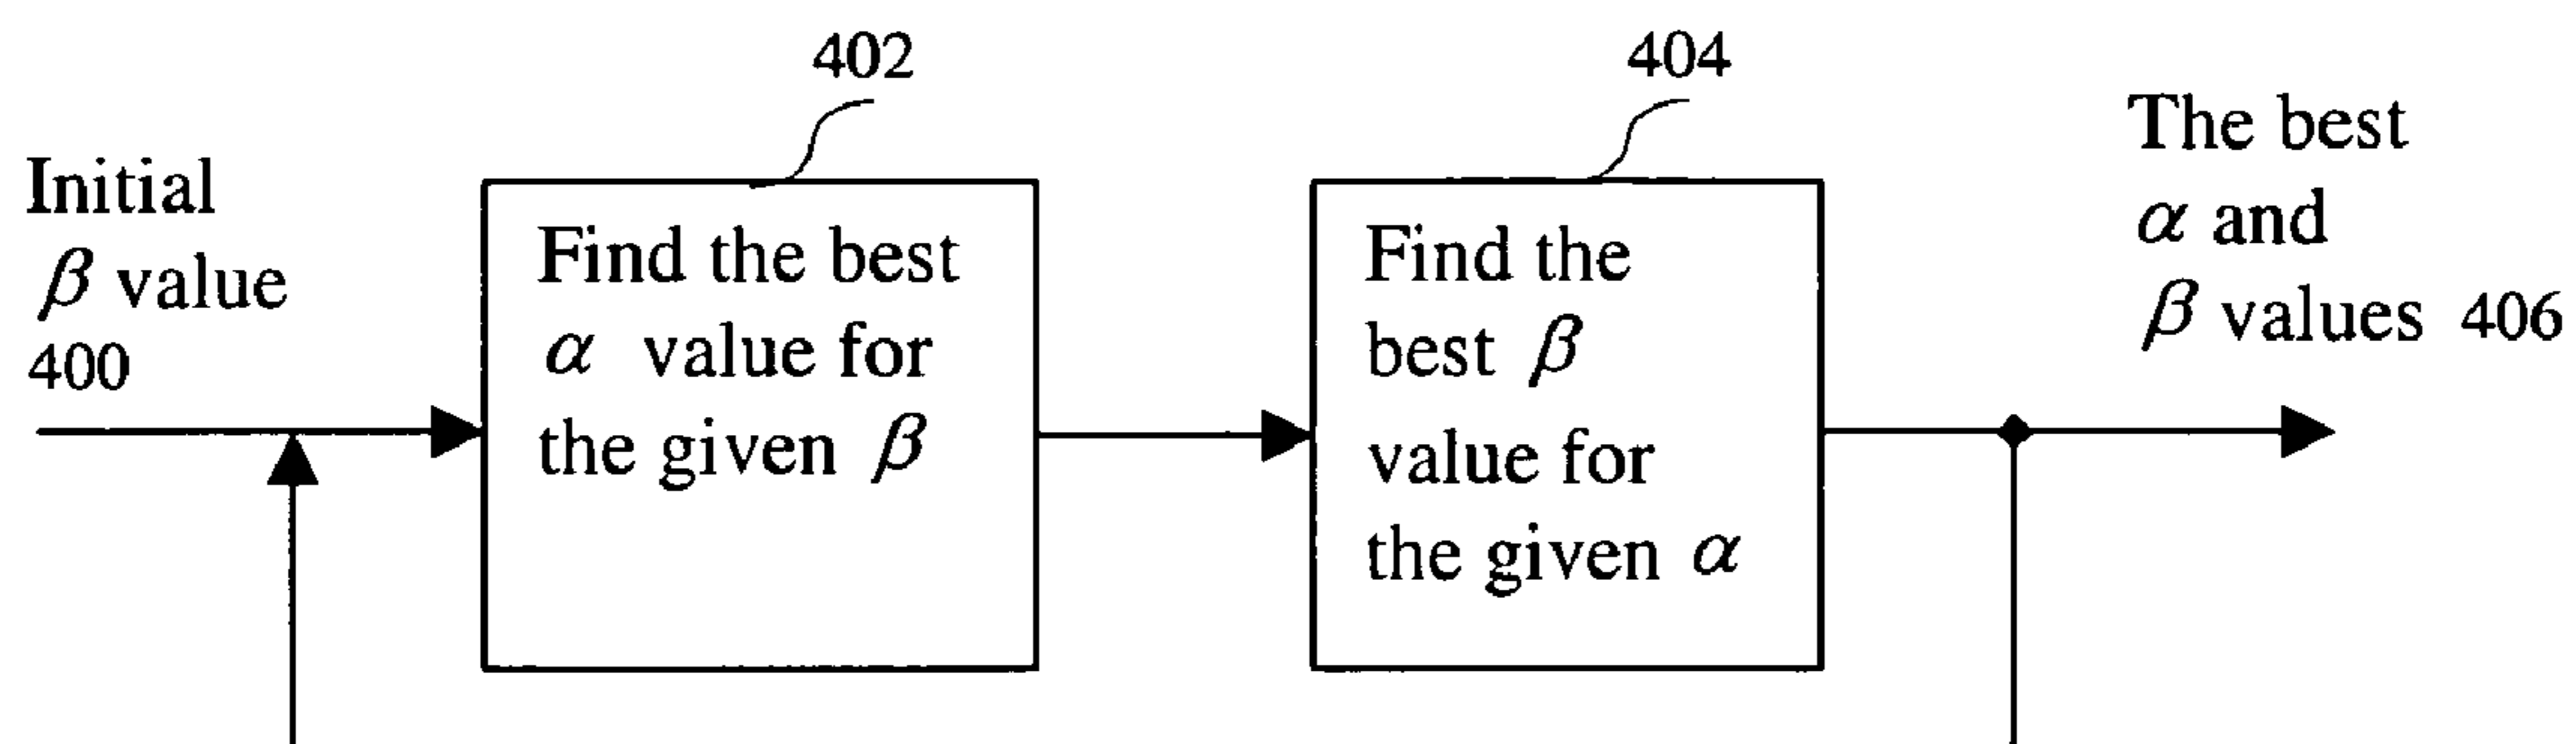 402
404
Initial
β value
400
Find the best
α value for
the given β
Find the
best β
value for
the given α
The best
α and
β values 406